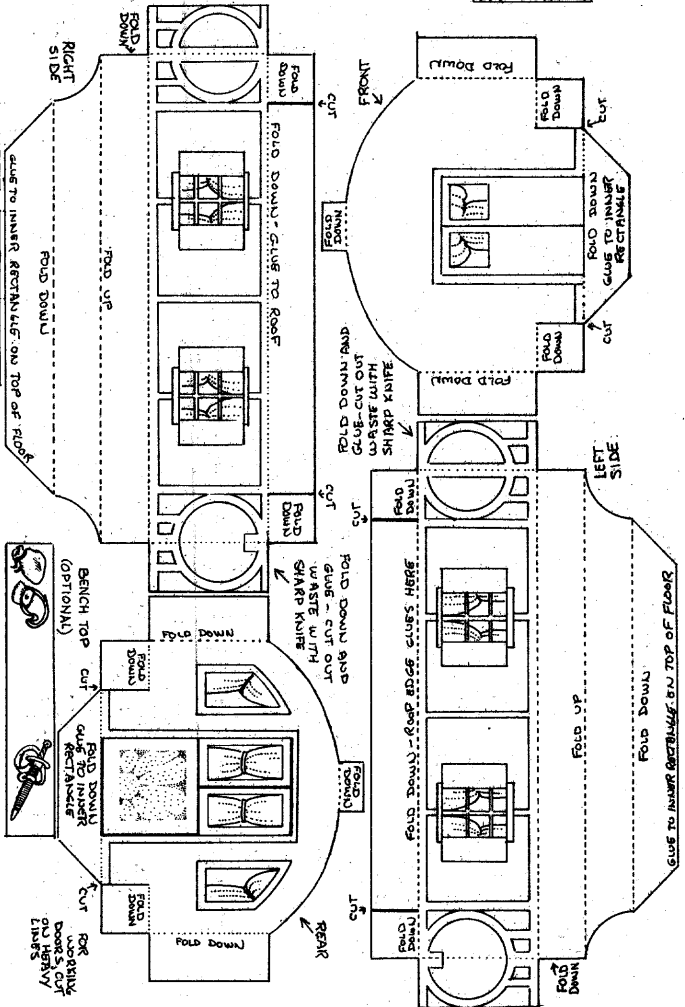 FOLD
DOWN
RIGHT
SIDE
FOLD
DOWN
CUT
FOLD DOWN - GLUE TO ROOF
FOLD UP
FOLD DOWN
GLUE TO INNER RECTANGLE ON TOP OF FLOOR
CUT
FOLD
DOWN
FOLD DOWN AND
GLUE - CUT OUT
WASTE WITH
SHARP KNIFE
FRONT
FOLD DOWN
FOLD
DOWN
CUT
FOLD DOWN
GLUE TO INNER
RECTANGLE
FOLD
DOWN
CUT
FOLD
DOWN
FOLD DOWN
FOLD DOWN AND
GLUE - CUT OUT
WASTE WITH
SHARP KNIFE
LEFT
SIDE
CUT
FOLD
DOWN
FOLD DOWN - ROOF EDGE GLUES HERE
FOLD UP
FOLD DOWN
GLUE TO INNER RECTANGLE ON TOP OF FLOOR
CUT
FOLD
DOWN
FOLD
DOWN
BENCH TOP
(OPTIONAL)
FOLD DOWN
FOLD
DOWN
CUT
FOLD DOWN
GLUE TO INNER
RECTANGLE
FOLD
DOWN
CUT
FOLD
DOWN
FOLD DOWN
REAR
FOR
WORKING
DOORS, CUT
ON HEAVY
LINES